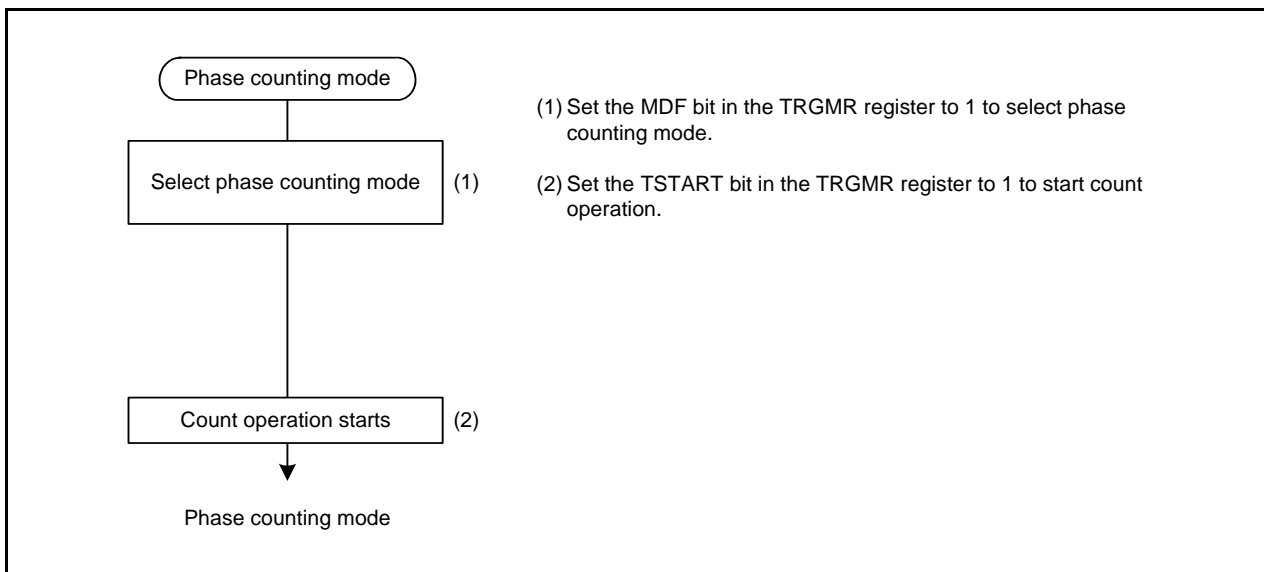 Phase counting mode
Select phase counting mode (1)
Count operation starts (2)
Phase counting mode
(1) Set the MDF bit in the TRGMR register to 1 to select phase
counting mode.
(2) Set the TSTART bit in the TRGMR register to 1 to start count
operation.